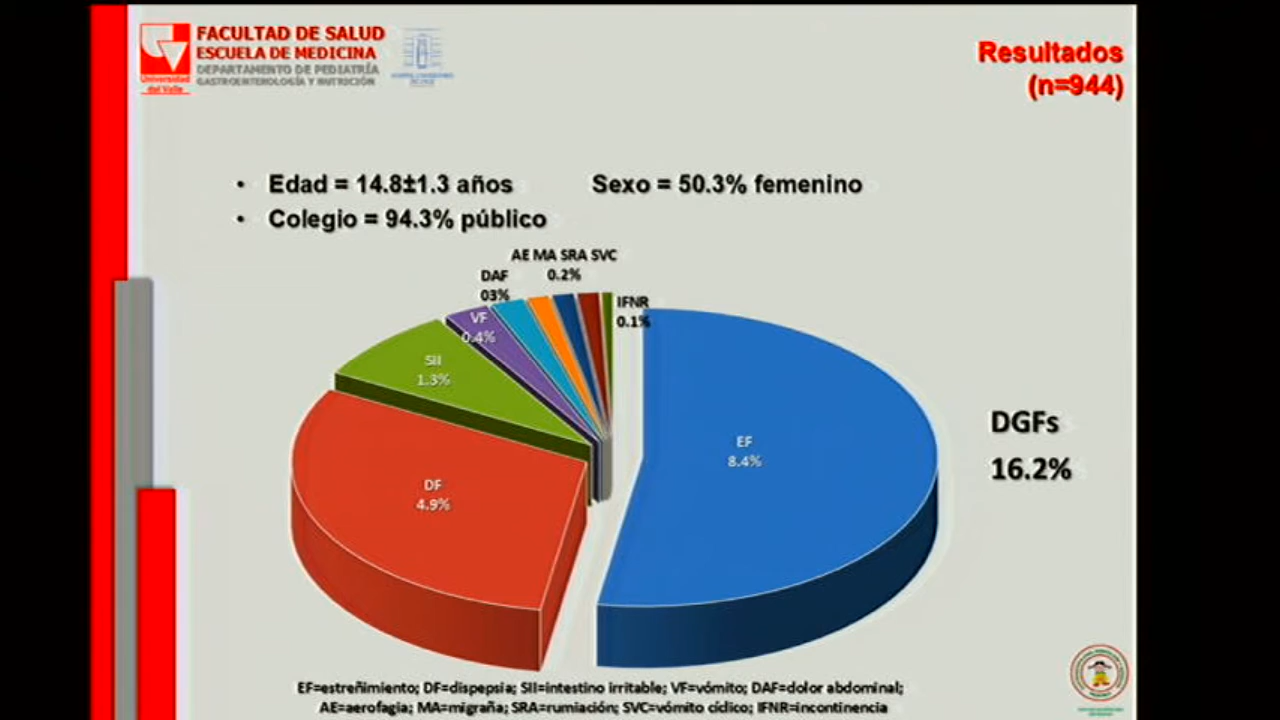 FACULTAD DE SALUD
ESCUELA DE MEDICINA
DEPARTAMENTO DE PEDIATRÍA
GASTROENTEROLOGÍA Y NUTRICIÓN
Universidad
del Valle
Resultados
(n=944)
• Edad = 14.8±1.3 años Sexo = 50.3% femenino
• Colegio = 94.3% público
AE MA SRA SVC
0.2%
DAF
03%
IFNR
0.1%
VF
0.4%
SII
1.3%
EF
8.4%
DF
4.9%
DGFs
16.2%
EF=estreñimiento; DF=dispepsia; SII=intestino irritable; VF=vómito; DAF=dolor abdominal;
AE=aerofagia; MA=migraña; SRA=rumiación; SVC=vómito cíclico; IFNR=incontinencia